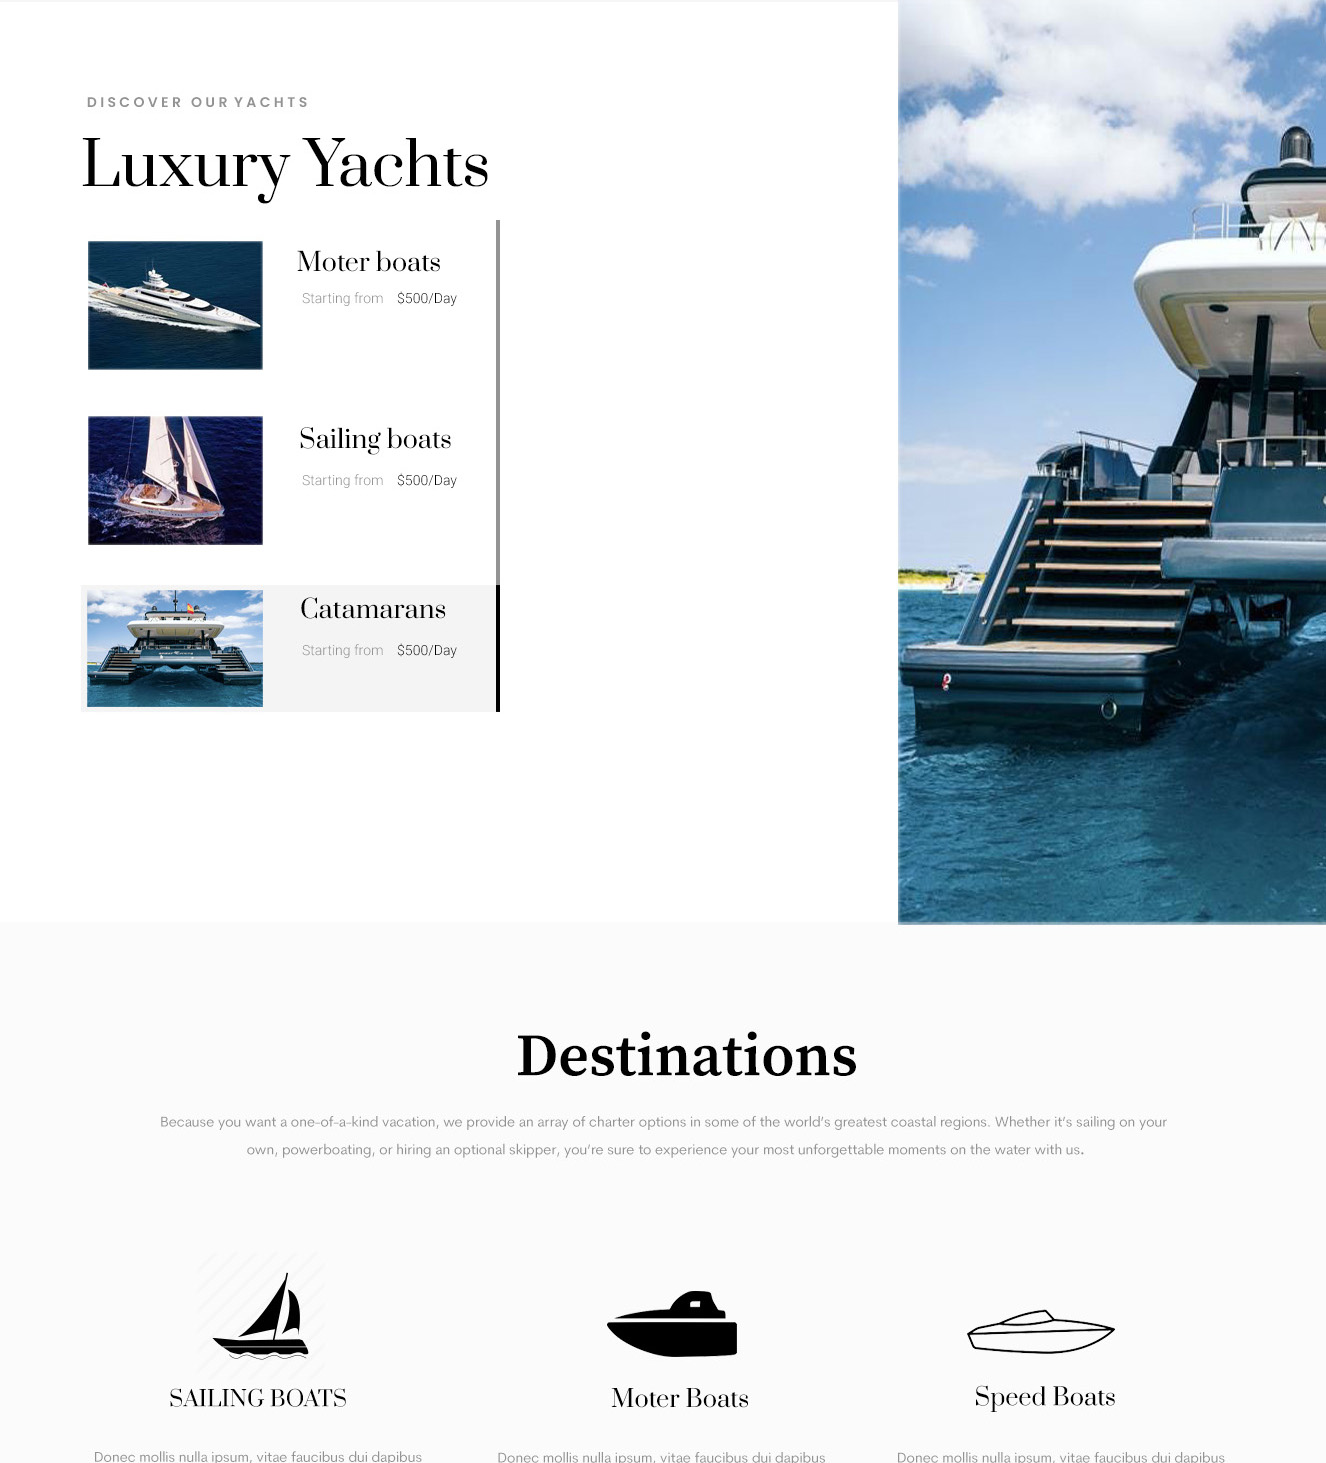 DISCOVER OUR YACHTS
Luxury Yachts
Moter boats
Starting from $500/Day
Sailing boats
Starting from $500/Day
Catamarans
Starting from $500/Day
Destinations
Because you want a one-of-a-kind vacation, we provide an array of charter options in some of the world's greatest coastal regions. Whether it's sailing on your
own, powerboating, or hiring an optional skipper, you're sure to experience your most unforgettable moments on the water with us.
SAILING BOATS
Moter Boats
Speed Boats
Donec mollis nulla ipsum, vitae faucibus dui dapibus
Donec mollis nulla ipsum, vitae faucibus dui dapibus
Donec mollis nulla ipsum, vitae faucibus dui dapibus